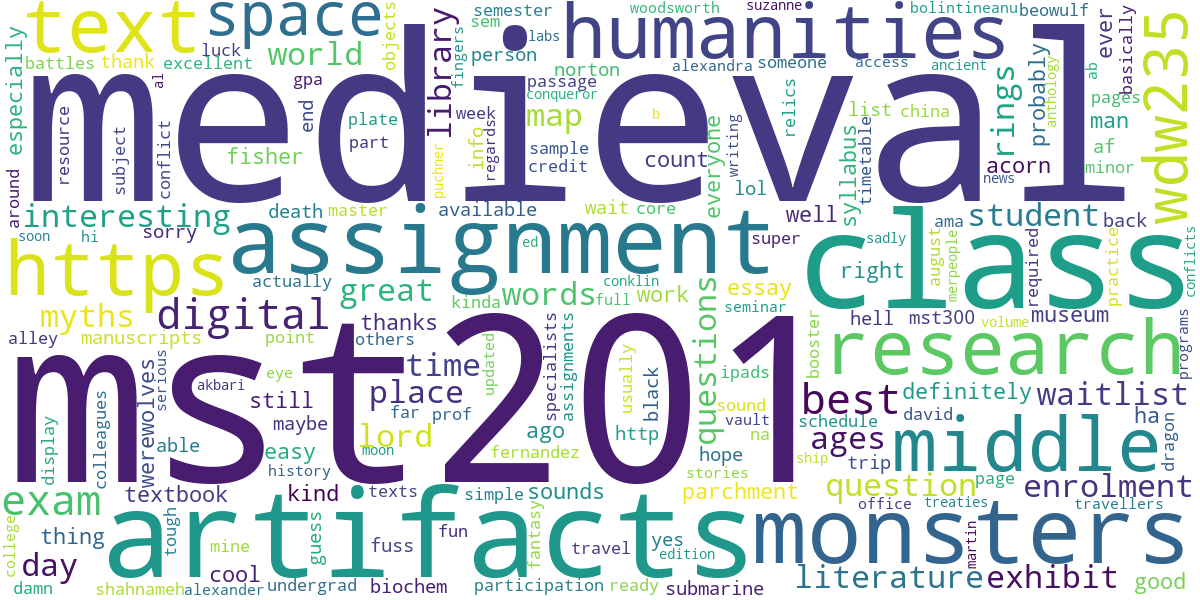 medieval
mst201
class
assignment
artifacts
monsters
humanities
research
middle
https
text
space
wdw235
digital
library
rings
map
world
interesting
exam
best
literature
exhibit
enrolment
question
questions
waitlist
ages
student
myths
great
words
time
place
lord
day
semester
woodsworth
suzanne
bolintineanu
beowulf
sem
labs
person
alexandra
someone
access
ancient
ever
basically
especially
battles
thank
excellent
luck
al
objects
fingers
norton
passage
conqueror
gpa
end
plate
part
resource
subject
conflict
fisher
week
info
regardsx
puchner
sample
credit
b
count
writing
relics
list
china
everyone
syllabus
timetable
acorn
news
probably
anthology
ab
pages
man
af
minor
around
soon
hi
sorry
death
master
available
wait
core
lol
well
super
actually
ed
ama
back
sadly
right
august
merpeople
required
practice
conflicts
kinda
full
conklin
work
essay
seminar
hell
mst300
volume
museum
programs
booster
alley
manuscripts
point
thanks
others
updated
specialists
assignments
usually
black
ipads
sound
vault
na
hope
stories
schedule
david
definitely
ha
dragon
trip
ship
werewolves
serious
akbari
eye
still
maybe
far
prof
moon
display
colleagues
able
easy
history
ago
http
fernandez
textbook
kind
texts
simple
sounds
parchment
page
office
treaties
travellers
college
thing
tough
mine
guess
fuss
fun
fantasy
travel
yes
edition
martin
damn
shahnameh
cool
alexander
undergrad
biochem
participation
ready
submarine
good